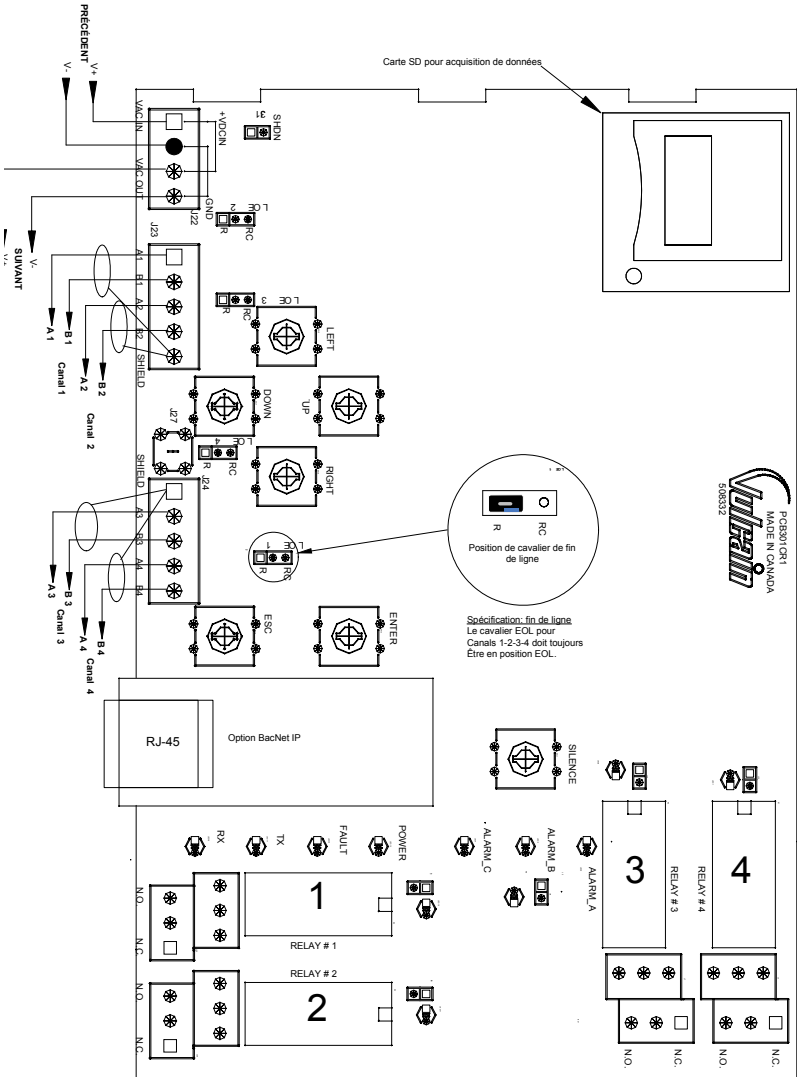 Carte SD pour acquisition de données
PRÉCÉDENT
V+
V-
VAC IN
VAC OUT
+VDCIN
GND
J22
J23
31
SHDN
SUIVANT
V-
V+
LOE 2
R
RC
LOE 3
R
RC
A1
B1
A2
B2
SHIELD
A 1
B 1
Canal 1
A 2
B 2
Canal 2
LEFT
DOWN
UP
RIGHT
J27
LOE 4
R
RC
J24
SHIELD
A3
B3
A4
B4
A 3
B 3
Canal 3
A 4
B 4
Canal 4
LOE 1
R
RC
R
RC
Position de cavalier de fin
de ligne
Vulcain
PCB301CR1
MADE IN CANADA
508332
Spécification: fin de ligne
Le cavalier EOL pour
Canals 1-2-3-4 doit toujours
Être en position EOL.
ESC
ENTER
RJ-45
Option BacNet IP
SILENCE
RX
TX
FAULT
POWER
ALARM_C
ALARM_B
ALARM_A
3
RELAY # 3
RELAY # 4
4
1
RELAY # 1
N.O.
N.C.
RELAY # 2
2
N.O.
N.C.
N.O.
N.C.
N.O.
N.C.